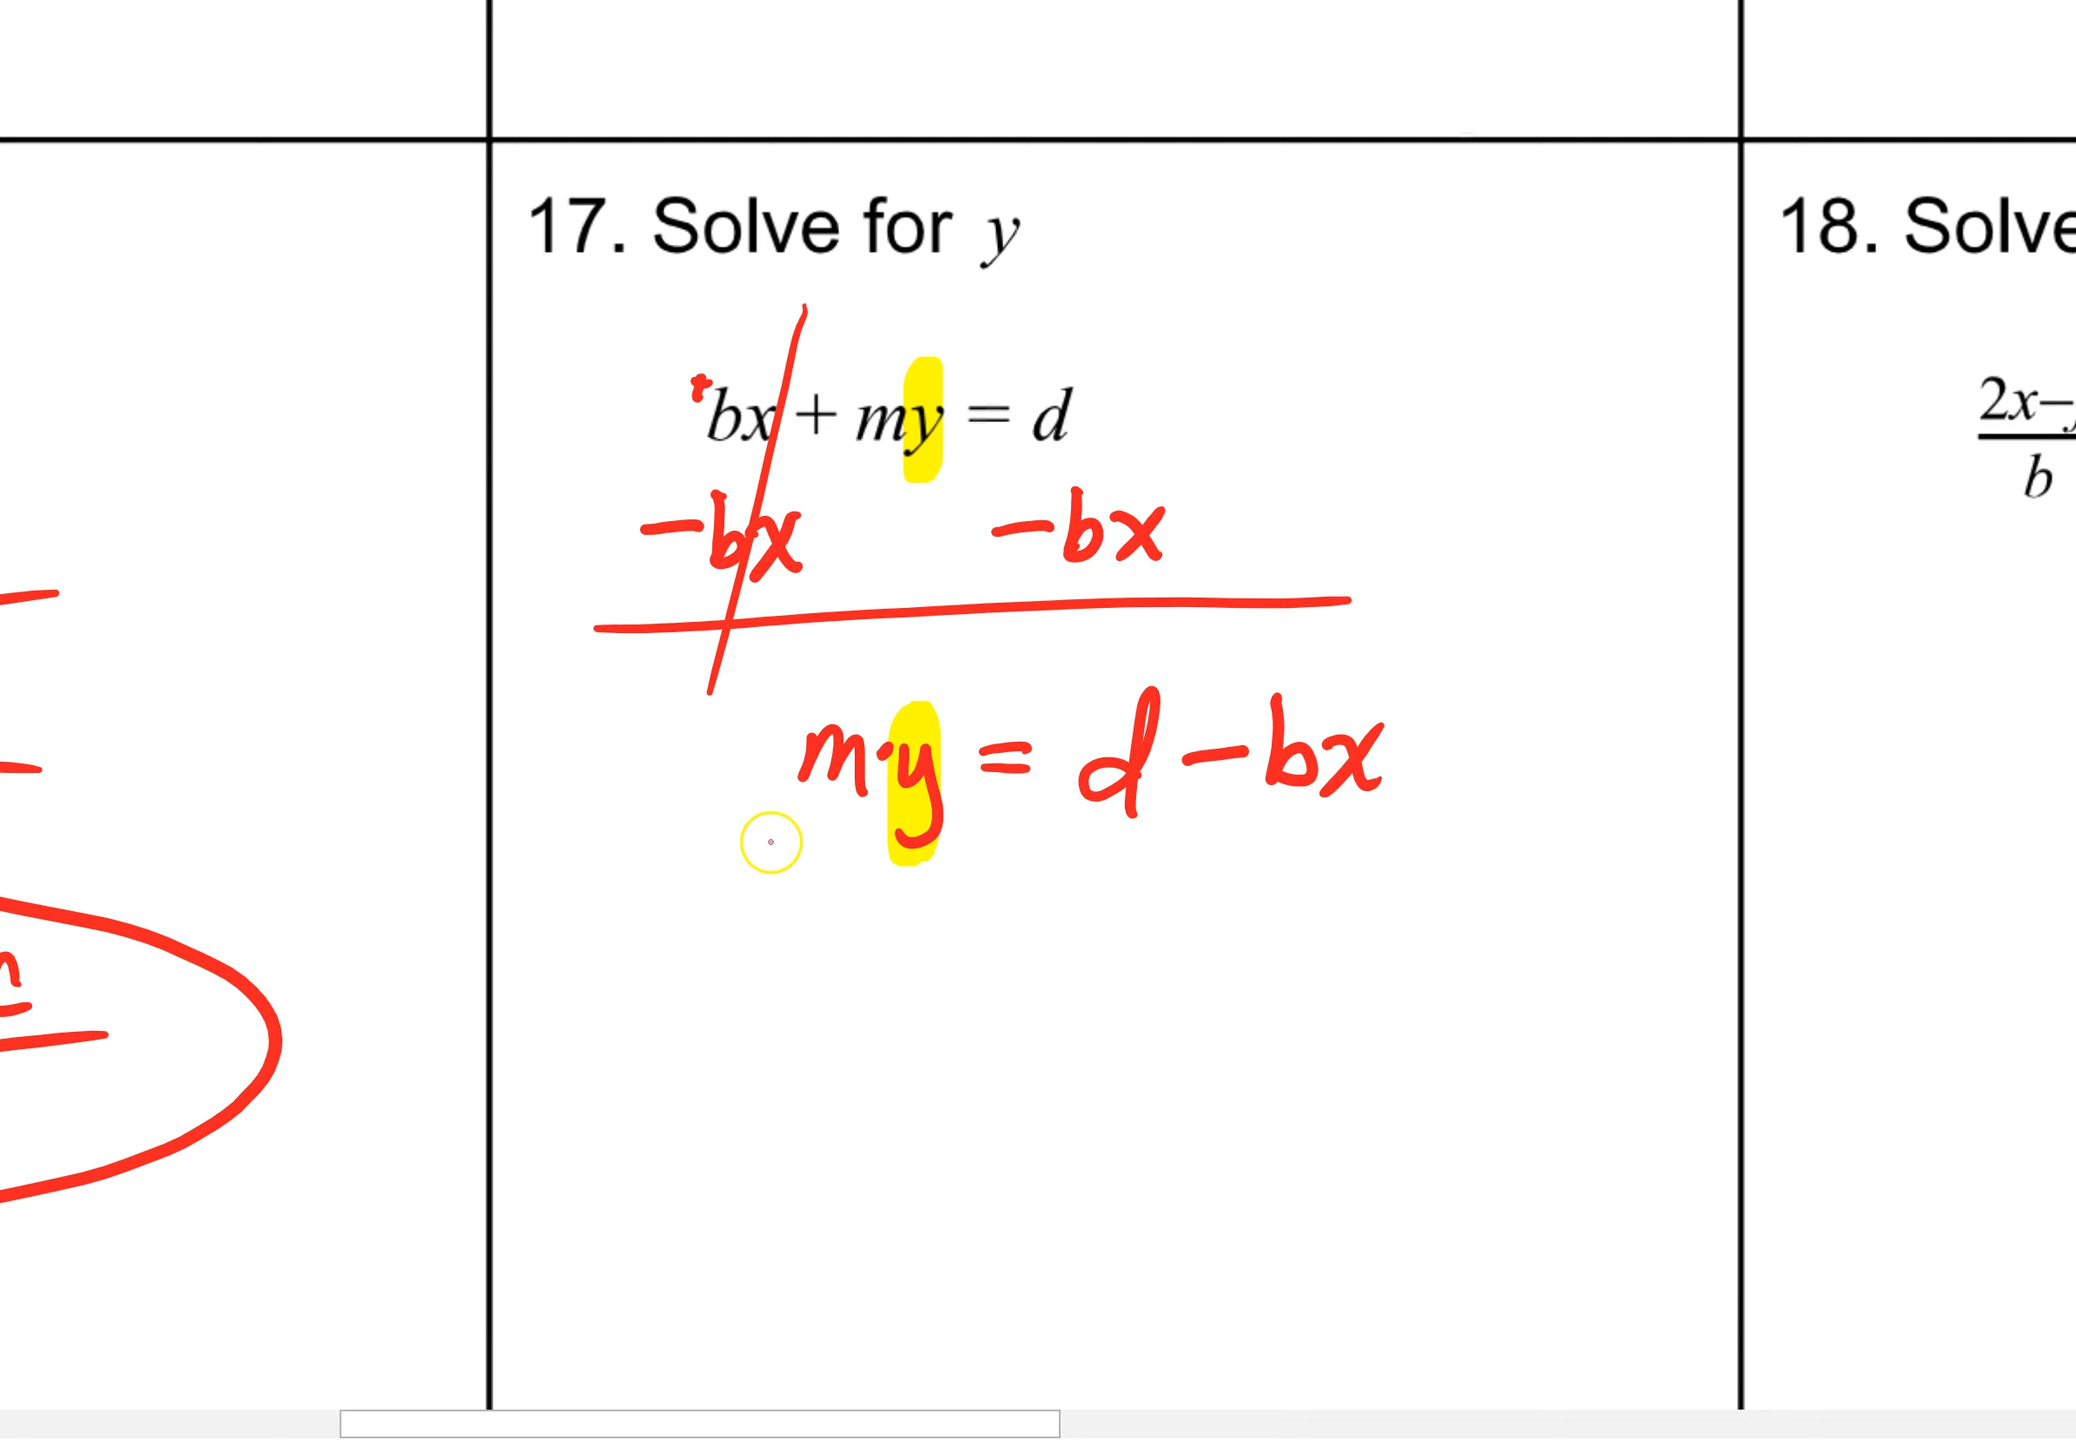 17. Solve for y
bx + my = d
-bx -bx
m·y = d - bx
18. Solve
2x-
b